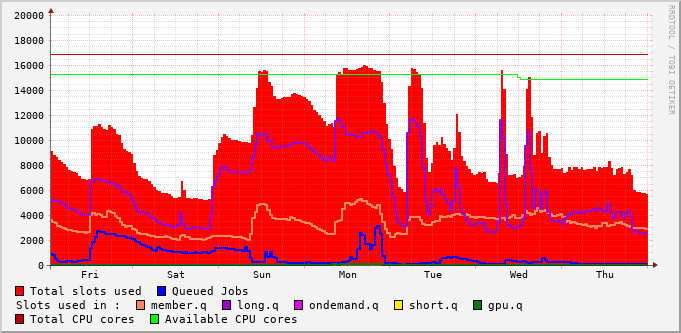 20000
18000
16000
14000
12000
10000
8000
6000
4000
2000
0
Fri Sat Sun Mon Tue Wed Thu
RRDTOOL / TOBI OETIKER
Total slots used Queued Jobs
Slots used in : member.q long.q ondemand.q short.q gpu.q
Total CPU cores Available CPU cores